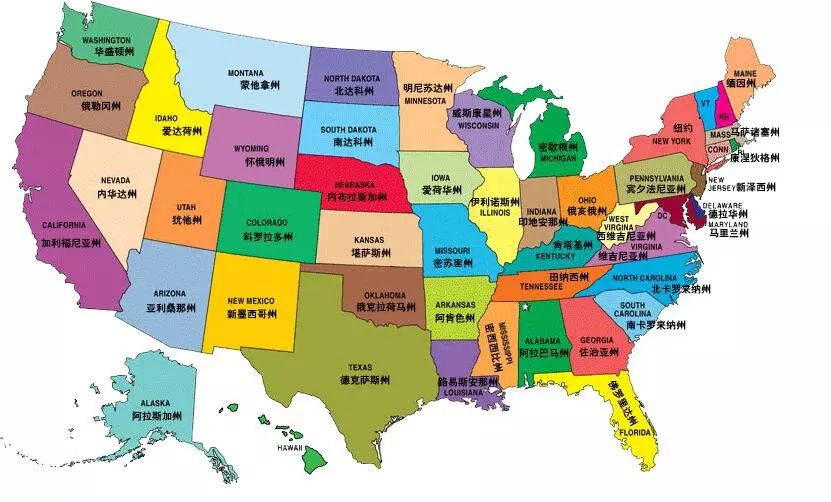 WASHINGTON
华盛顿州
OREGON
俄勒冈州
IDAHO
爱达荷州
MONTANA
蒙他拿州
NORTH DAKOTA
北达科州
明尼苏达州
MINNESOTA
SOUTH DAKOTA
南达科州
WYOMING
怀俄明州
威斯康星州
WISCONSIN
密歇根州
MICHIGAN
MAINE
缅因州
VT
NH
MASS
马萨诸塞州
纽约
NEW YORK
CONN
RI
康涅狄格州
NEVADA
内华达州
UTAH
犹他州
COLORADO
科罗拉多州
NEBRASKA
内布拉斯加州
IOWA
爱荷华州
伊利诺斯州
ILLINOIS
INDIANA
印地安那州
OHIO
俄亥俄州
PENNSYLVANIA
宾夕法尼亚州
NEW
JERSEY
新泽西州
DELAWARE
德拉华州
MARYLAND
马里兰州
DC
WEST
VIRGINIA
西维吉尼亚州
VIRGINIA
维吉尼亚州
CALIFORNIA
加利福尼亚州
KANSAS
堪萨斯州
MISSOURI
密苏里州
肯塔基州
KENTUCKY
田纳西州
TENNESSEE
NORTH CAROLINA
北卡罗来纳州
SOUTH
CAROLINA
南卡罗来纳州
ARIZONA
亚利桑那州
NEW MEXICO
新墨西哥州
OKLAHOMA
俄克拉荷马州
ARKANSAS
阿肯色州
MISSISSIPPI
密西西比州
ALABAMA
阿拉巴马州
GEORGIA
佐治亚州
TEXAS
德克萨斯州
路易斯安那州
LOUISIANA
佛罗里达州
FLORIDA
ALASKA
阿拉斯加州
HAWAII